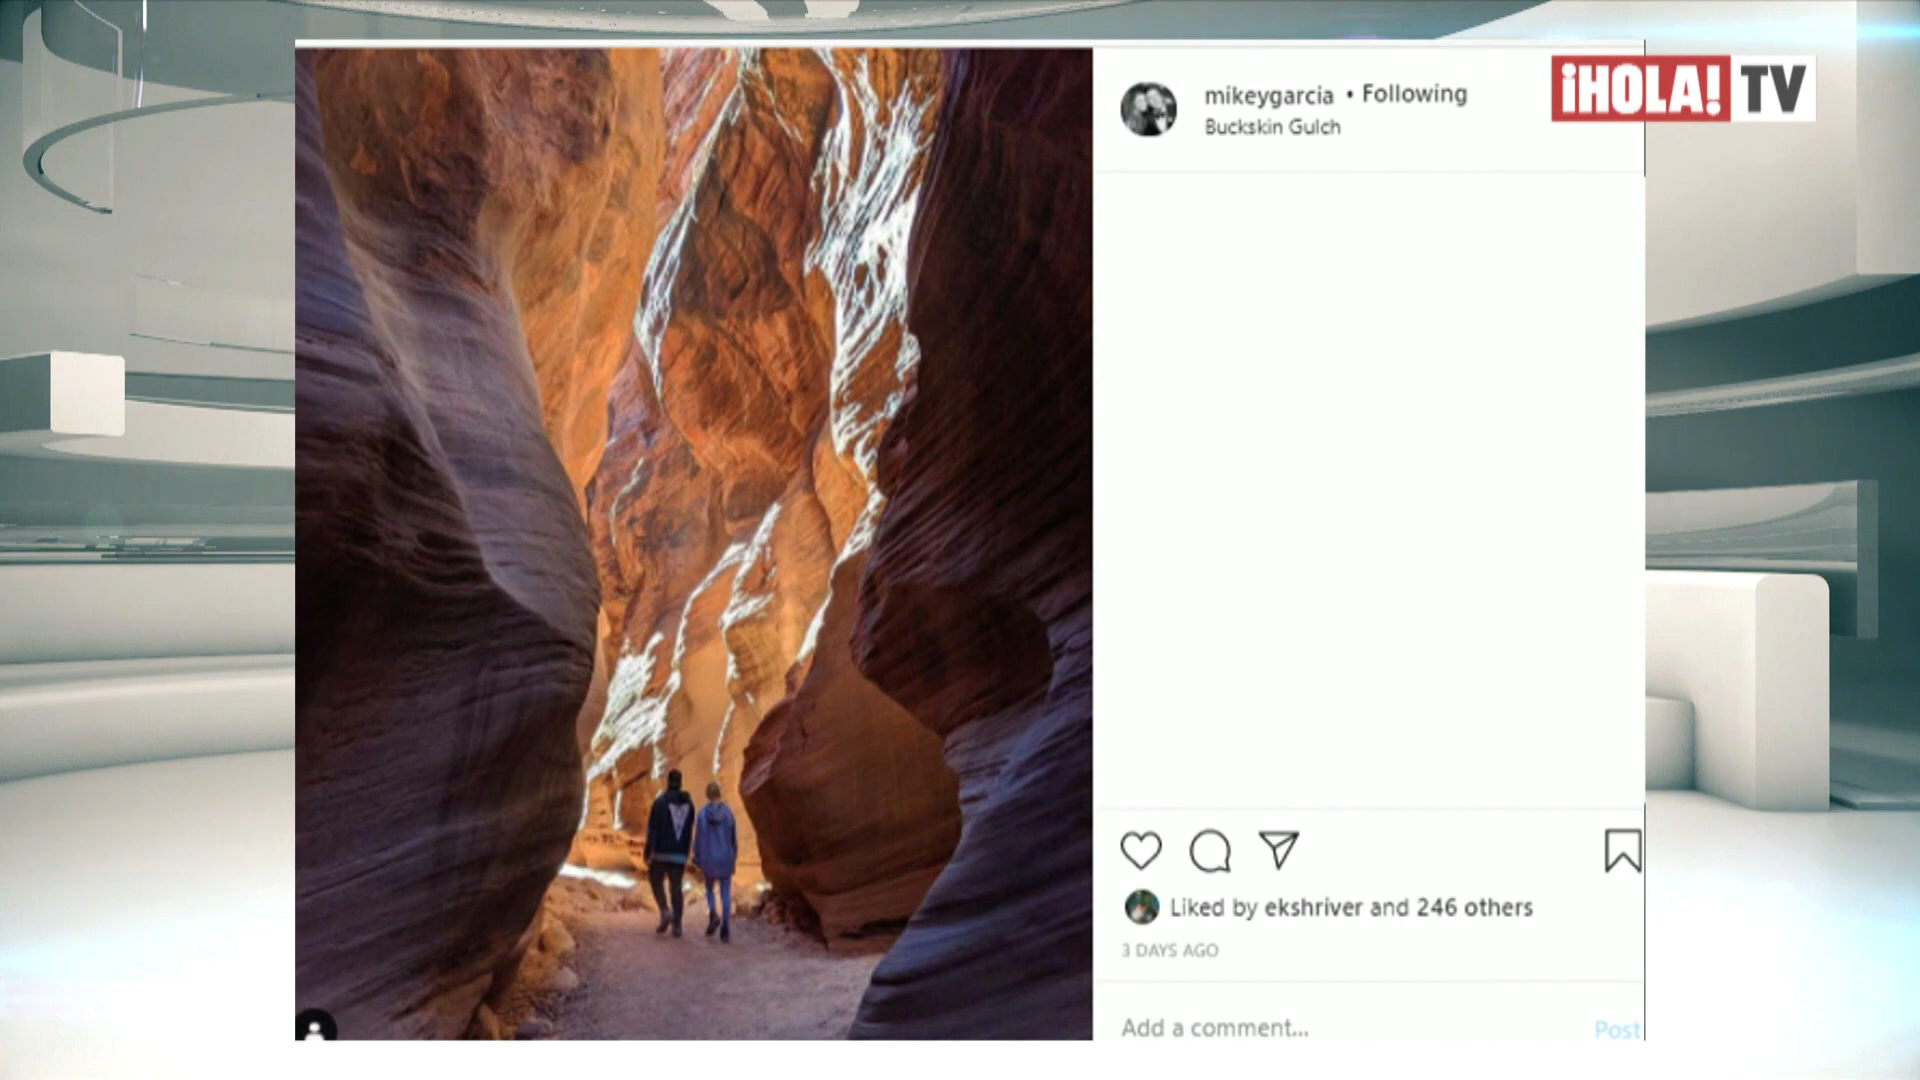 mikeygarcia • Following
Buckskin Gulch
¡HOLA! TV
Liked by ekshriver and 246 others
3 DAYS AGO
Add a comment...
Post